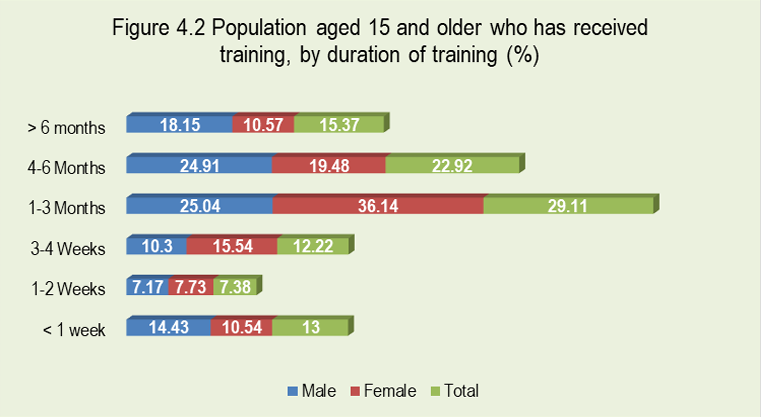 Figure 4.2 Population aged 15 and older who has received
training, by duration of training (%)
> 6 months 18.15 10.57 15.37
4-6 Months 24.91 19.48 22.92
1-3 Months 25.04 36.14 29.11
3-4 Weeks 10.3 15.54 12.22
1-2 Weeks 7.17 7.73 7.38
< 1 week 14.43 10.54 13
Male Female Total